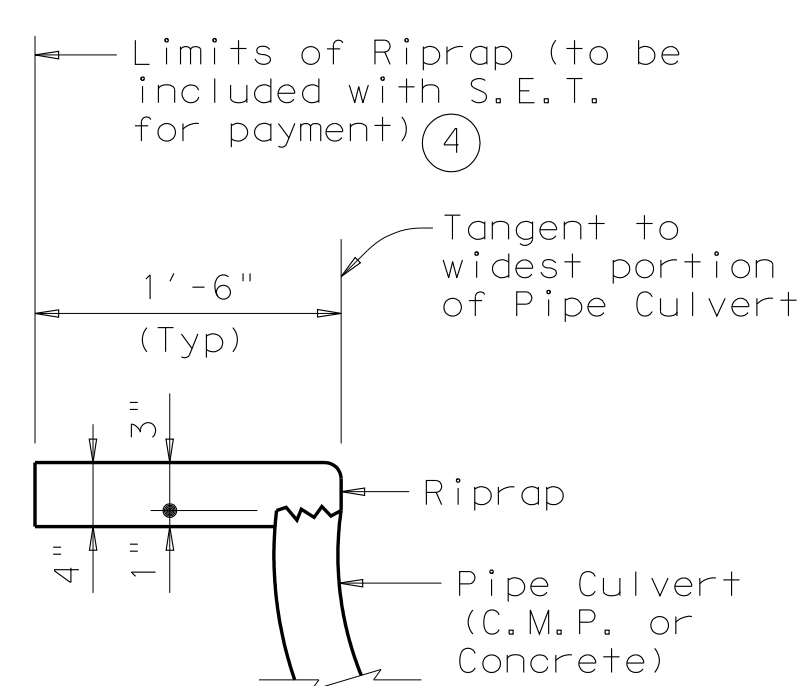 Limits of Riprap (to be
included with S.E.T.
for payment) 4
Tangent to
widest portion
of Pipe Culvert
1'-6"
(Typ)
3"
Riprap
4"
1"
Pipe Culvert
(C.M.P. or
Concrete)